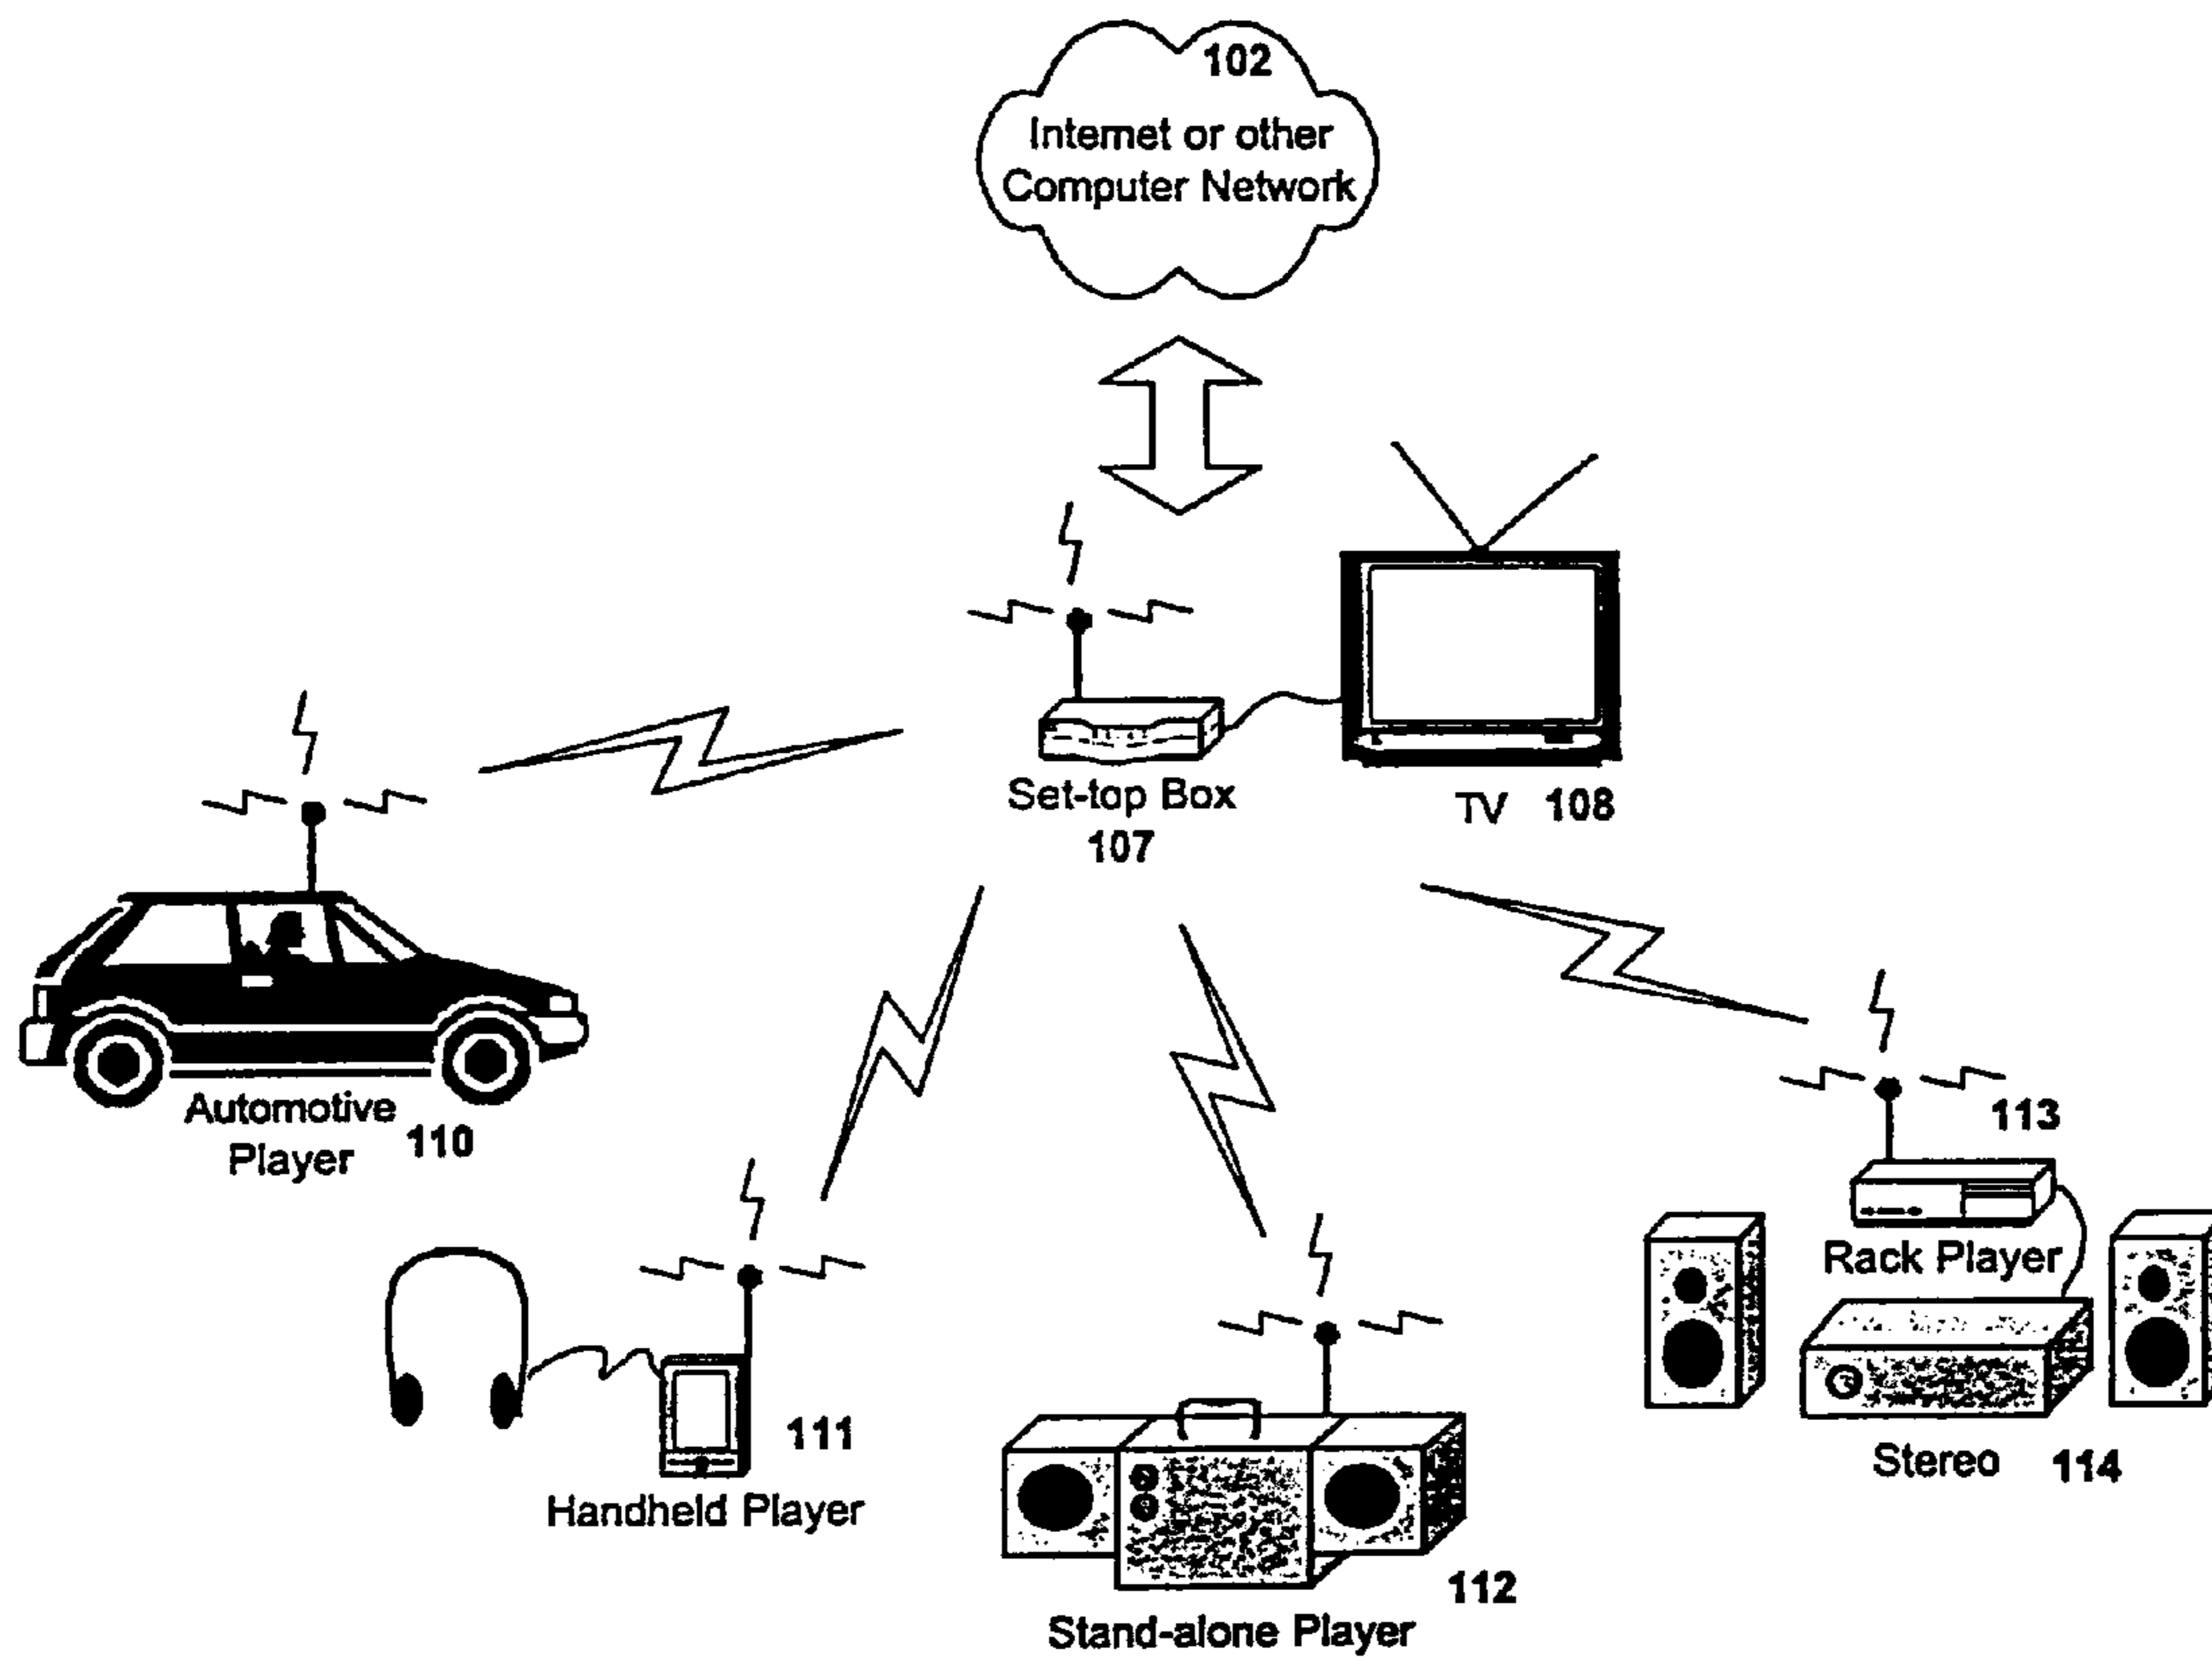 102
Internet or other
Computer Network
Set-top Box
107
TV 108
Automotive
Player 110
113
Rack Player
111
Handheld Player
Stereo 114
112
Stand-alone Player